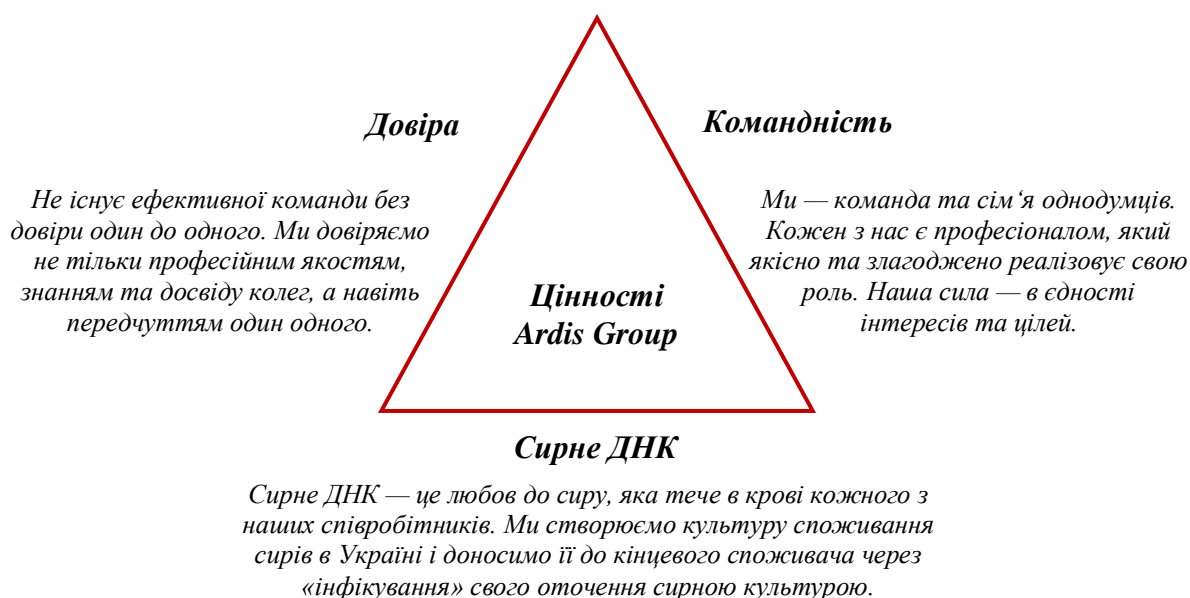 Довіра
Не існує ефективної команди без
довіри один до одного. Ми довіряємо
не тільки професійним якостям,
знанням та досвіду колег, а навіть
передчуттям один одного.
Командність
Ми — команда та сім‘я однодумців.
Кожен з нас є професіоналом, який
якісно та злагоджено реалізовує свою
роль. Наша сила — в єдності
інтересів та цілей.
Цінності
Ardis Group
Сирне ДНК
Сирне ДНК — це любов до сиру, яка тече в крові кожного з
наших співробітників. Ми створюємо культуру споживання
сирів в Україні і доносимо її до кінцевого споживача через
«інфікування» свого оточення сирною культурою.